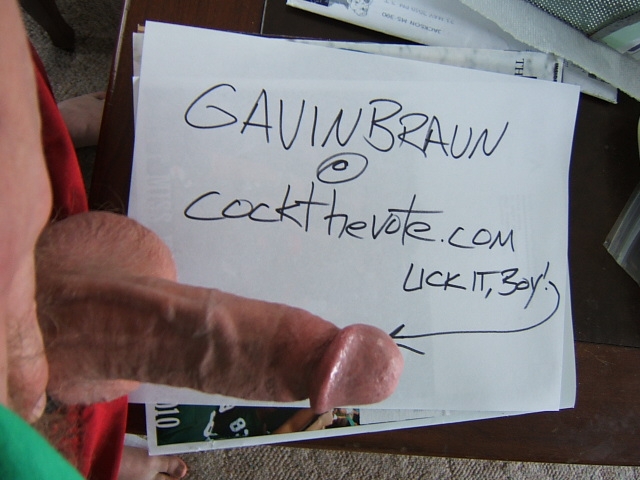 GAVINBRAUN
@
cockthevote.com
LICK IT, BOY!